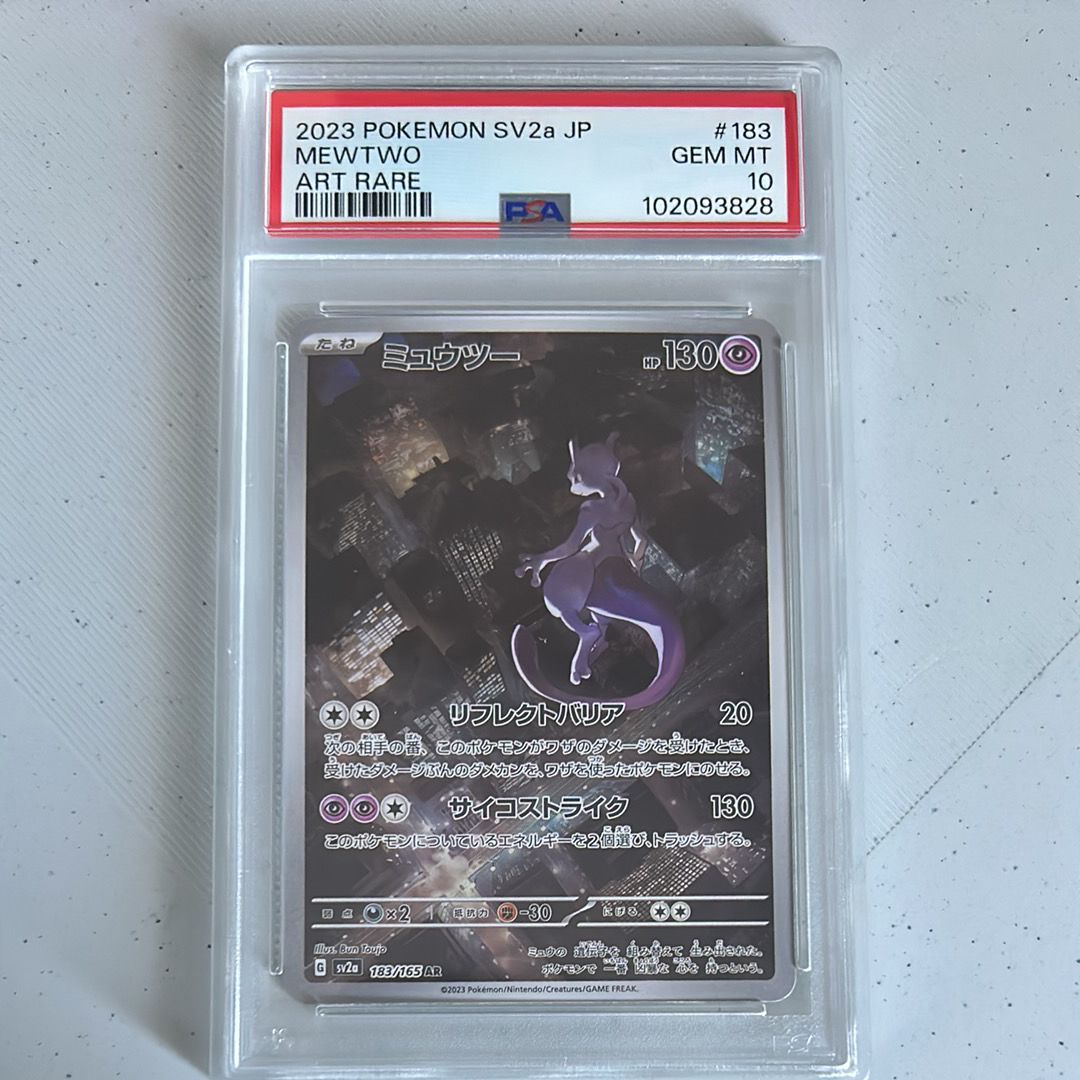 2023 POKEMON SV2a JP #183
MEWTWO GEM MT
ART RARE 10
PSA 102093828
たね ミュウツー HP 130
リフレクトバリア 20
次の相手の番、このポケモンがワザのダメージを受けたとき、
受けたダメージぶんのダメカンを、ワザを使ったポケモンにのせる。
サイコストライク 130
このポケモンについているエネルギーを2個選び、トラッシュする。
弱点 ×2 抵抗力 -30 にげる
Illus. Bun Toujo
ミュウの 遺伝子を 組み替えて 生み出された。
ポケモンで 一番 凶暴な 心を 持つという。
G sv2a 183/165 AR
©2023 Pokémon/Nintendo/Creatures/GAME FREAK.